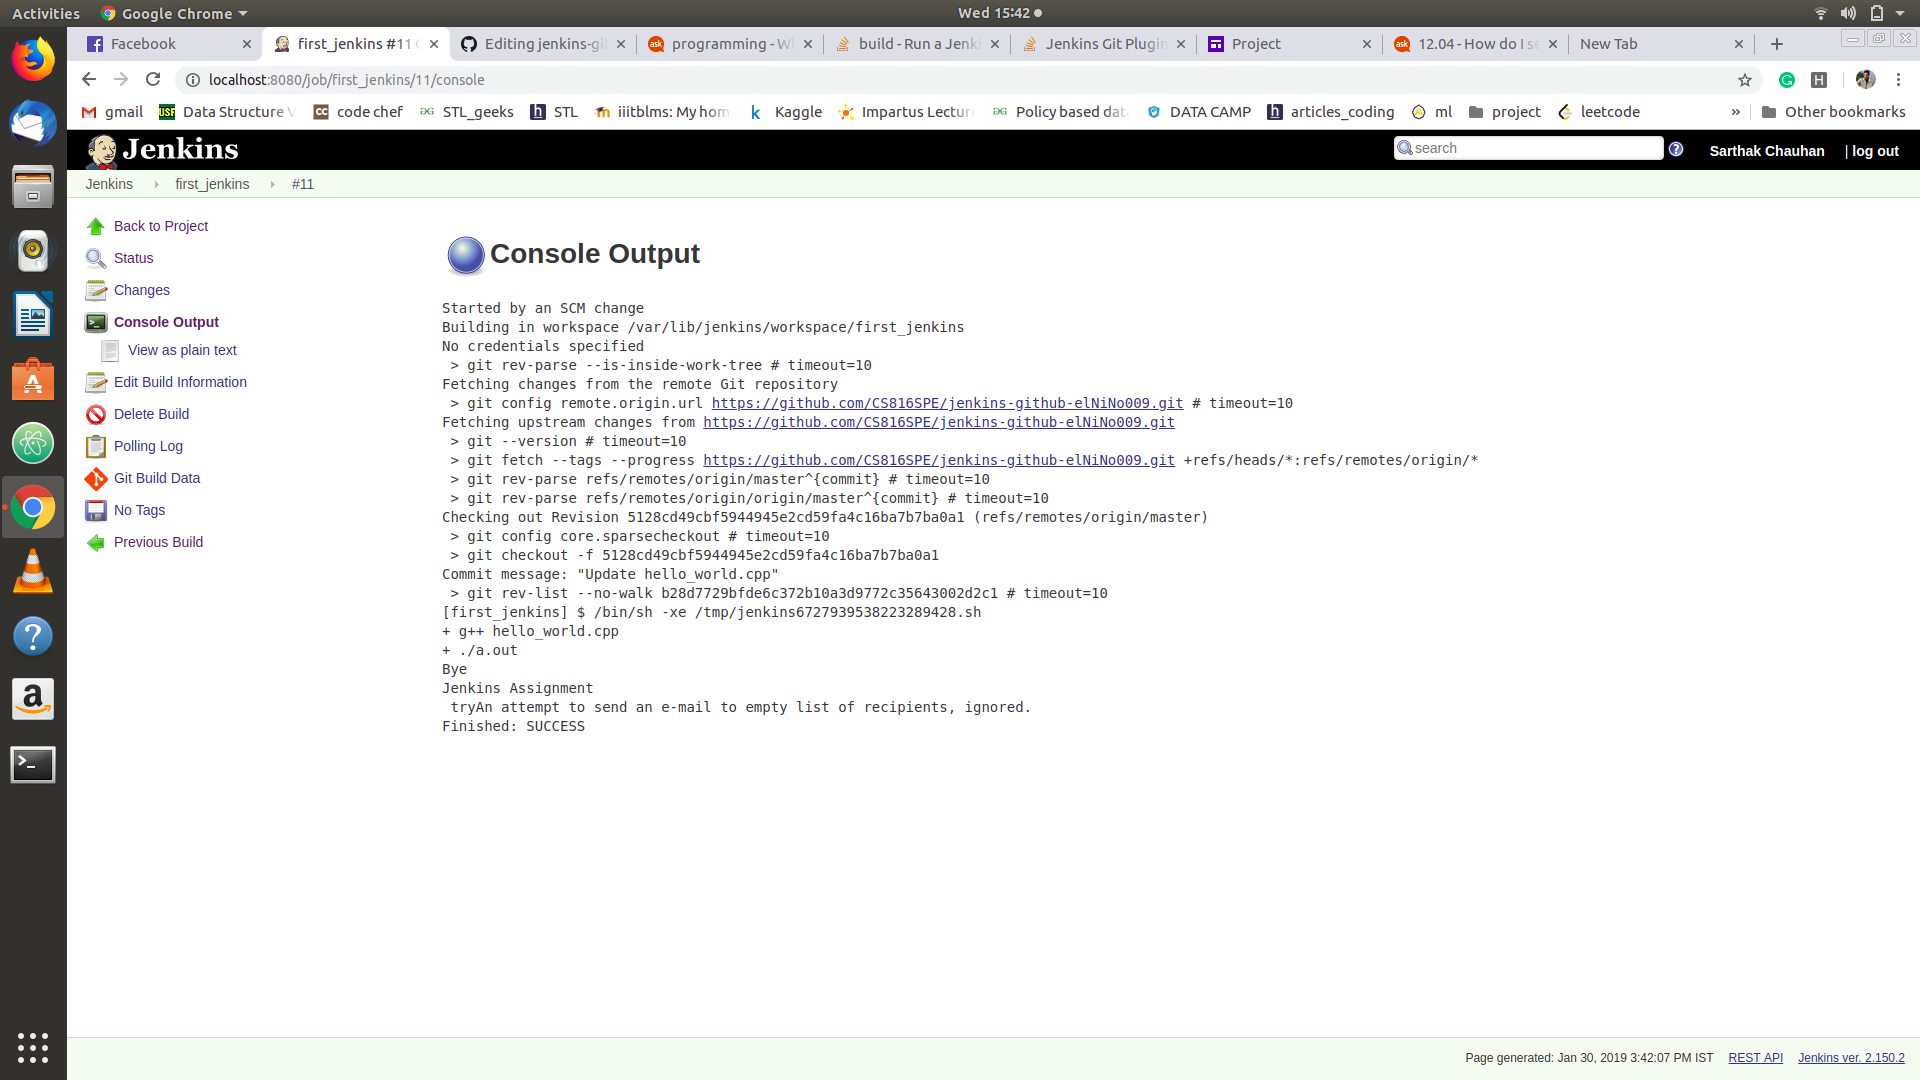 Activities Google Chrome Wed 15:42
Facebook first_jenkins #11 Editing jenkins-git programming - Wh build - Run a Jenki Jenkins Git Plugin Project 12.04 - How do I se New Tab
localhost:8080/job/first_jenkins/11/console H
gmail USF Data Structure V CC code chef STL_geeks h STL iiitblms: My hom k Kaggle Impartus Lectur Policy based dat DATA CAMP h articles_coding ml project leetcode » Other bookmarks
Jenkins search Sarthak Chauhan | log out
Jenkins first_jenkins #11
Back to Project
Status
Changes
Console Output
View as plain text
Edit Build Information
Delete Build
Polling Log
Git Build Data
No Tags
Previous Build
Console Output
Started by an SCM change
Building in workspace /var/lib/jenkins/workspace/first_jenkins
No credentials specified
> git rev-parse --is-inside-work-tree # timeout=10
Fetching changes from the remote Git repository
> git config remote.origin.url https://github.com/CS816SPE/jenkins-github-elNiNo009.git # timeout=10
Fetching upstream changes from https://github.com/CS816SPE/jenkins-github-elNiNo009.git
> git --version # timeout=10
> git fetch --tags --progress https://github.com/CS816SPE/jenkins-github-elNiNo009.git +refs/heads/*:refs/remotes/origin/*
> git rev-parse refs/remotes/origin/master^{commit} # timeout=10
> git rev-parse refs/remotes/origin/origin/master^{commit} # timeout=10
Checking out Revision 5128cd49cbf5944945e2cd59fa4c16ba7b7ba0a1 (refs/remotes/origin/master)
> git config core.sparsecheckout # timeout=10
> git checkout -f 5128cd49cbf5944945e2cd59fa4c16ba7b7ba0a1
Commit message: "Update hello_world.cpp"
> git rev-list --no-walk b28d7729bfde6c372b10a3d9772c35643002d2c1 # timeout=10
[first_jenkins] $ /bin/sh -xe /tmp/jenkins6727939538223289428.sh
+ g++ hello_world.cpp
+ ./a.out
Bye
Jenkins Assignment
tryAn attempt to send an e-mail to empty list of recipients, ignored.
Finished: SUCCESS
Page generated: Jan 30, 2019 3:42:07 PM IST REST API Jenkins ver. 2.150.2